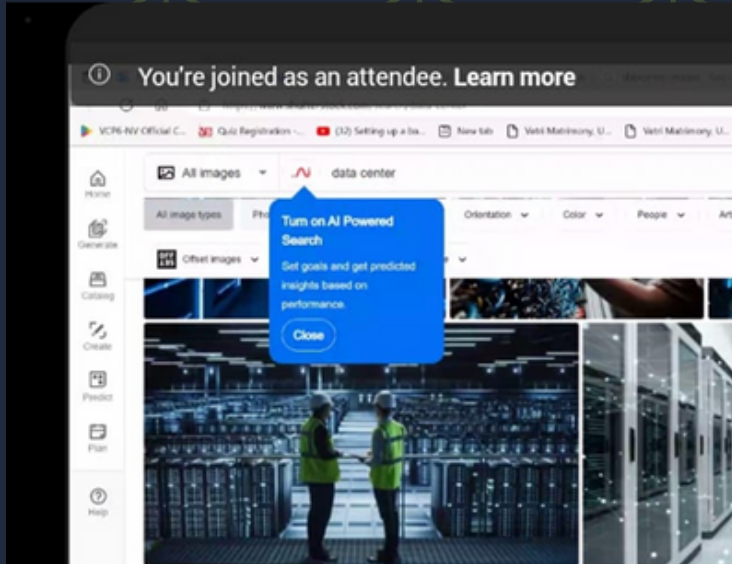 You're joined as an attendee. Learn more
VCP6-NV Official C...
Quiz Registration -...
(32) Setting up a ba...
New tab
Vetri Matrimony, U...
Vetri Matrimony, U...
Home
All images
data center
All image types
Orientation
Color
People
Generate
Offset images
Turn on AI Powered
Search
Set goals and get predicted
insights based on
performance.
Close
Catalog
Create
Predict
Plan
Help